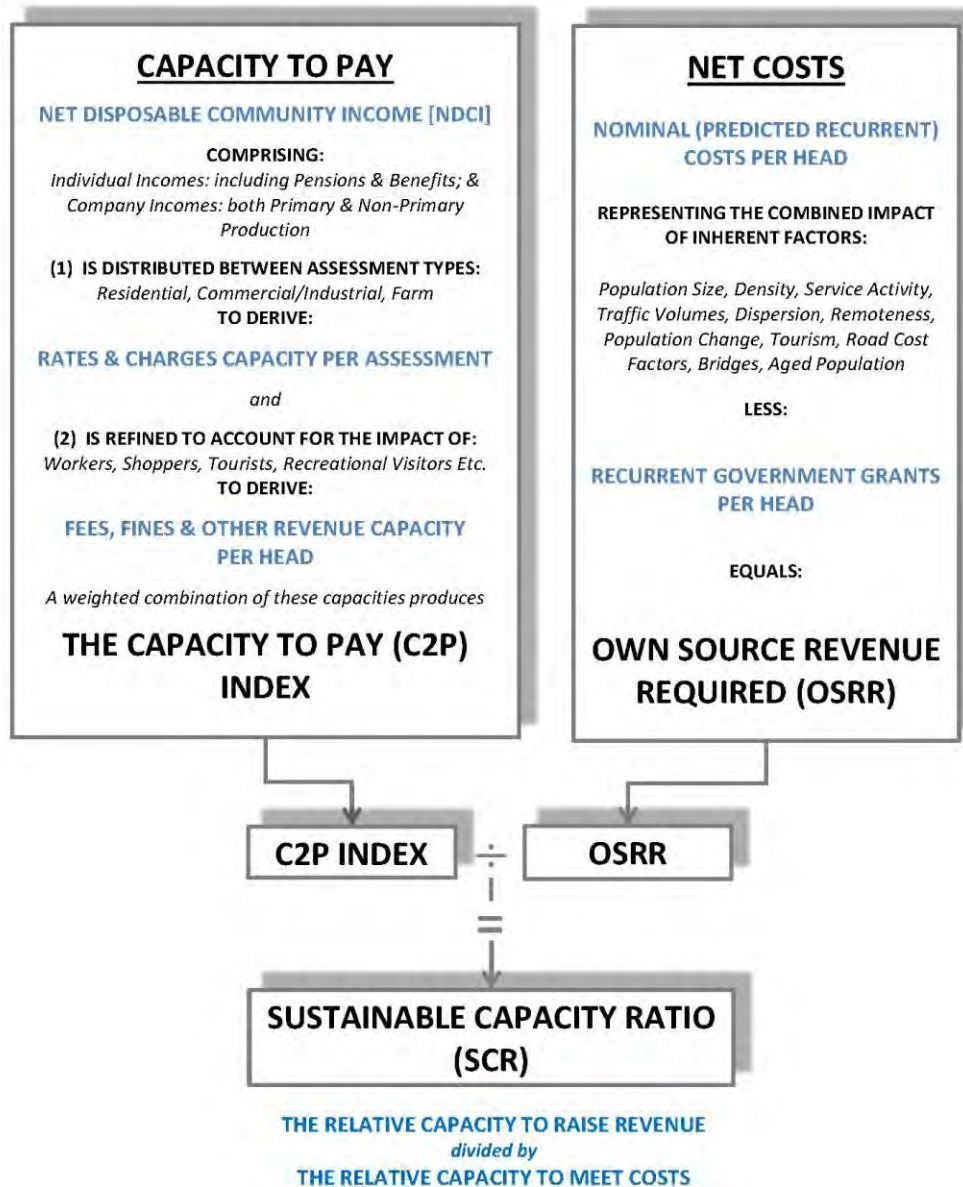 CAPACITY TO PAY
NET DISPOSABLE COMMUNITY INCOME [NDCI]
COMPRISING:
Individual Incomes: including Pensions & Benefits; &
Company Incomes: both Primary & Non-Primary
Production
(1) IS DISTRIBUTED BETWEEN ASSESSMENT TYPES:
Residential, Commercial/Industrial, Farm
TO DERIVE:
RATES & CHARGES CAPACITY PER ASSESSMENT
and
(2) IS REFINED TO ACCOUNT FOR THE IMPACT OF:
Workers, Shoppers, Tourists, Recreational Visitors Etc.
TO DERIVE:
FEES, FINES & OTHER REVENUE CAPACITY
PER HEAD
A weighted combination of these capacities produces
THE CAPACITY TO PAY (C2P)
INDEX
NET COSTS
NOMINAL (PREDICTED RECURRENT)
COSTS PER HEAD
REPRESENTING THE COMBINED IMPACT
OF INHERENT FACTORS:
Population Size, Density, Service Activity,
Traffic Volumes, Dispersion, Remoteness,
Population Change, Tourism, Road Cost
Factors, Bridges, Aged Population
LESS:
RECURRENT GOVERNMENT GRANTS
PER HEAD
EQUALS:
OWN SOURCE REVENUE
REQUIRED (OSRR)
C2P INDEX ÷ OSRR
=
SUSTAINABLE CAPACITY RATIO
(SCR)
THE RELATIVE CAPACITY TO RAISE REVENUE
divided by
THE RELATIVE CAPACITY TO MEET COSTS